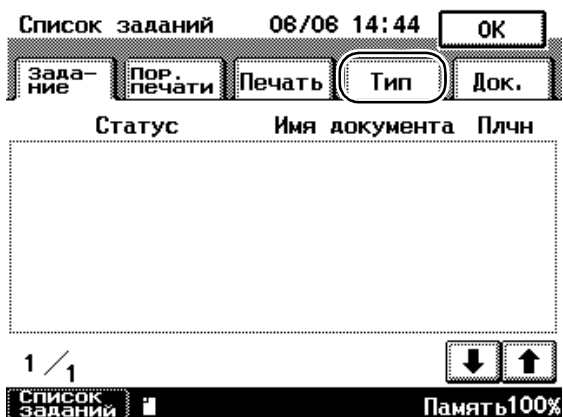 Список заданий 06/06 14:44 ОК
Зада-
ние
Пор.
печати
Печать
Тип
Док.
Статус Имя документа Плчн
1/1
Список
заданий
Память100%